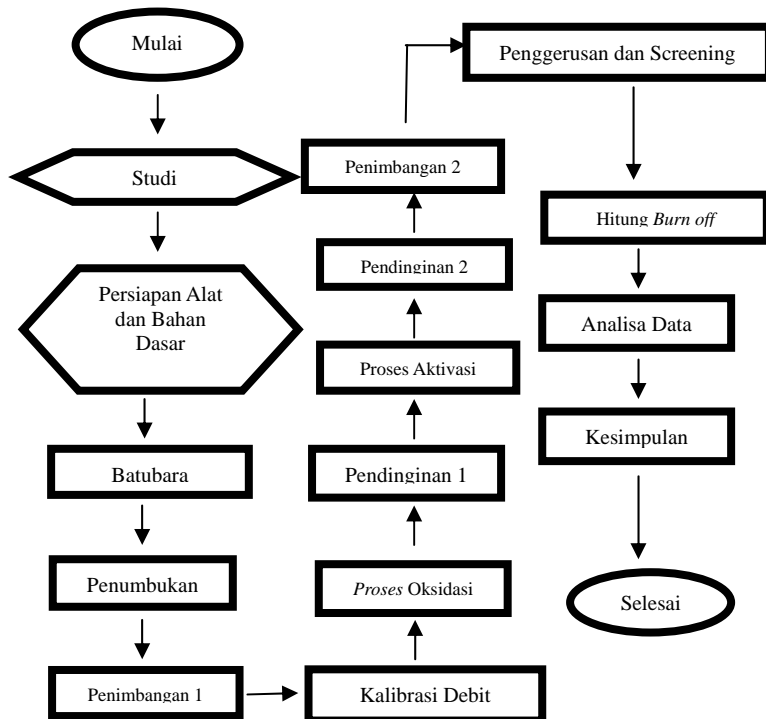 Mulai
Studi
Persiapan Alat
dan Bahan
Dasar
Batubara
Penumbukan
Penimbangan 1
Kalibrasi Debit
Proses Oksidasi
Pendinginan 1
Proses Aktivasi
Pendinginan 2
Penimbangan 2
Penggerusan dan Screening
Hitung Burn off
Analisa Data
Kesimpulan
Selesai